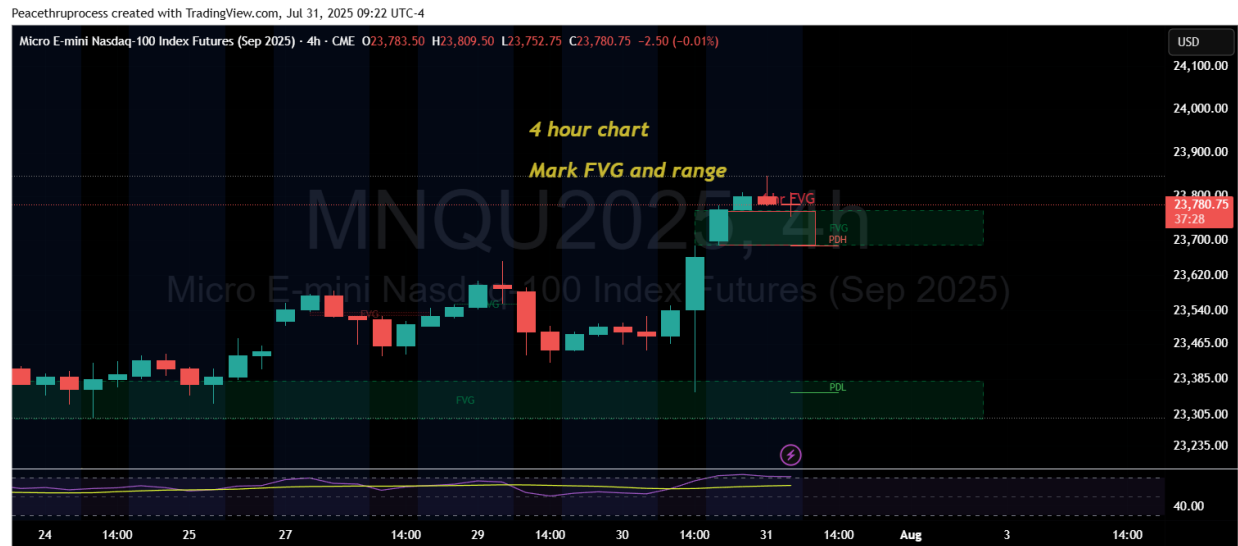 Peacethruprocess created with TradingView.com, Jul 31, 2025 09:22 UTC-4
Micro E-mini Nasdaq-100 Index Futures (Sep 2025) · 4h · CME O23,783.50 H23,809.50 L23,752.75 C23,780.75 −2.50 (−0.01%)
USD
24,100.00
24,000.00
4 hour chart
23,900.00
Mark FVG and range
MNQU2025, 4h
23,800.00
FVG
23,780.75
37:28
FVG
PDH
23,700.00
Micro E-mini Nasdaq-100 Index Futures (Sep 2025)
23,620.00
FVG
FVG
23,540.00
23,465.00
23,385.00
PDL
FVG
23,305.00
23,235.00
40.00
24 14:00 25 27 14:00 29 14:00 30 14:00 31 14:00 Aug 3 14:00